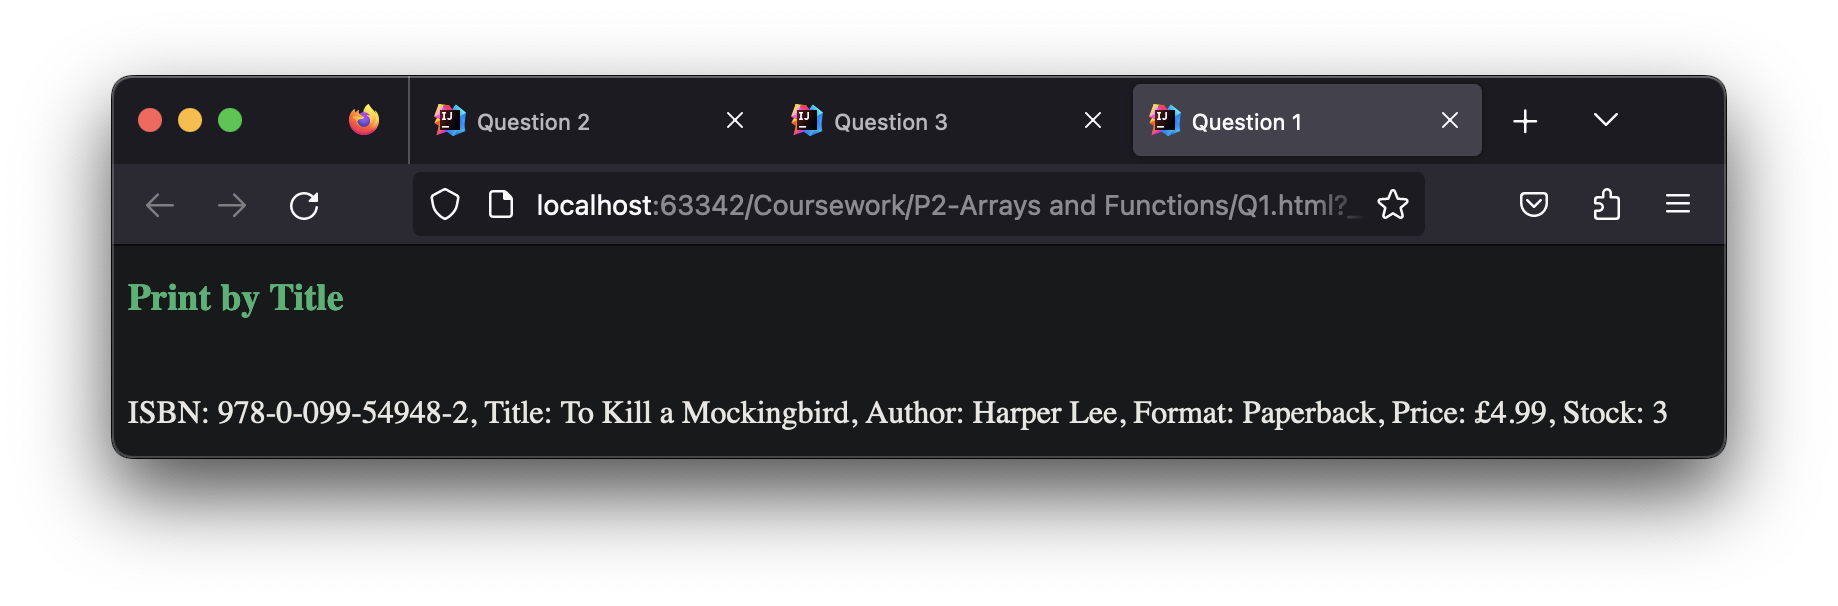 Question 2
Question 3
Question 1
localhost:63342/Coursework/P2-Arrays and Functions/Q1.html?_
Print by Title
ISBN: 978-0-099-54948-2, Title: To Kill a Mockingbird, Author: Harper Lee, Format: Paperback, Price: £4.99, Stock: 3